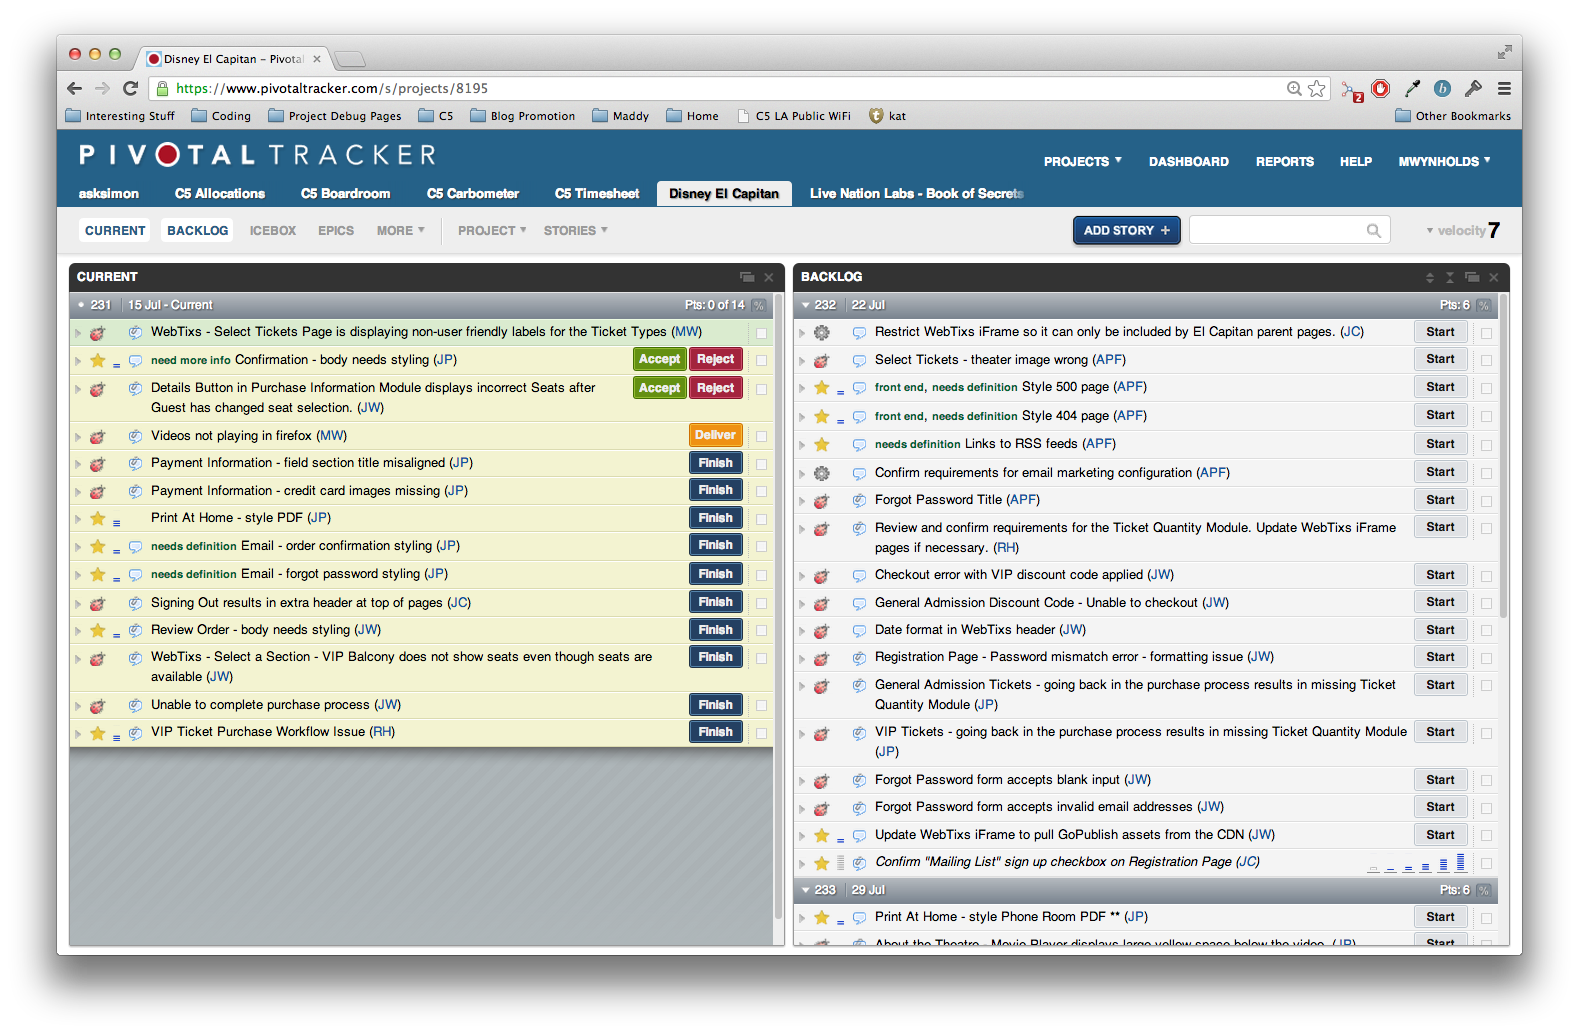 Disney El Capitan – Pivotal
https://www.pivotaltracker.com/s/projects/8195
2
b
Interesting Stuff Coding Project Debug Pages C5 Blog Promotion Maddy Home C5 LA Public WiFi kat Other Bookmarks
PIVOTAL TRACKER
PROJECTS DASHBOARD REPORTS HELP MWYNHOLDS
asksimon C5 Allocations C5 Boardroom C5 Carbometer C5 Timesheet Disney El Capitan Live Nation Labs - Book of Secrets
CURRENT BACKLOG ICEBOX EPICS MORE PROJECT STORIES ADD STORY + velocity 7
CURRENT
231 15 Jul - Current Pts: 0 of 14 %
WebTixs - Select Tickets Page is displaying non-user friendly labels for the Ticket Types (MW)
need more info Confirmation - body needs styling (JP) Accept Reject
Details Button in Purchase Information Module displays incorrect Seats after Accept Reject
Guest has changed seat selection. (JW)
Videos not playing in firefox (MW) Deliver
Payment Information - field section title misaligned (JP) Finish
Payment Information - credit card images missing (JP) Finish
Print At Home - style PDF (JP) Finish
needs definition Email - order confirmation styling (JP) Finish
needs definition Email - forgot password styling (JP) Finish
Signing Out results in extra header at top of pages (JC) Finish
Review Order - body needs styling (JW) Finish
WebTixs - Select a Section - VIP Balcony does not show seats even though seats are Finish
available (JW)
Unable to complete purchase process (JW) Finish
VIP Ticket Purchase Workflow Issue (RH) Finish
BACKLOG
232 22 Jul Pts: 6 %
Restrict WebTixs iFrame so it can only be included by El Capitan parent pages. (JC) Start
Select Tickets - theater image wrong (APF) Start
front end, needs definition Style 500 page (APF) Start
front end, needs definition Style 404 page (APF) Start
needs definition Links to RSS feeds (APF) Start
Confirm requirements for email marketing configuration (APF) Start
Forgot Password Title (APF) Start
Review and confirm requirements for the Ticket Quantity Module. Update WebTixs iFrame Start
pages if necessary. (RH)
Checkout error with VIP discount code applied (JW) Start
General Admission Discount Code - Unable to checkout (JW) Start
Date format in WebTixs header (JW) Start
Registration Page - Password mismatch error - formatting issue (JW) Start
General Admission Tickets - going back in the purchase process results in missing Ticket Start
Quantity Module (JP)
VIP Tickets - going back in the purchase process results in missing Ticket Quantity Module Start
(JP)
Forgot Password form accepts blank input (JW) Start
Forgot Password form accepts invalid email addresses (JW) Start
Update WebTixs iFrame to pull GoPublish assets from the CDN (JW) Start
Confirm "Mailing List" sign up checkbox on Registration Page (JC)
233 29 Jul Pts: 6 %
Print At Home - style Phone Room PDF ** (JP) Start
About the Theatre - Movie Player displays large yellow space below the video. (JP) Start